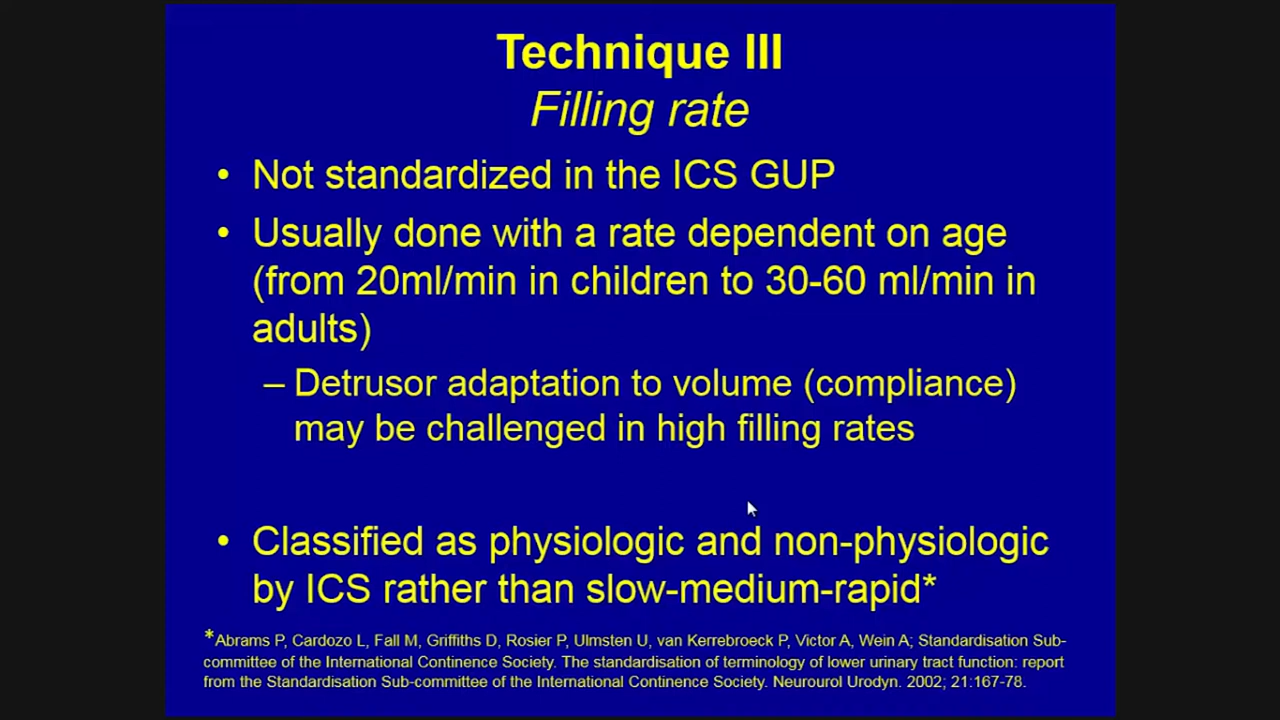 Technique III
Filling rate
• Not standardized in the ICS GUP
• Usually done with a rate dependent on age
(from 20ml/min in children to 30-60 ml/min in
adults)
– Detrusor adaptation to volume (compliance)
may be challenged in high filling rates
• Classified as physiologic and non-physiologic
by ICS rather than slow-medium-rapid*
*Abrams P, Cardozo L, Fall M, Griffiths D, Rosier P, Ulmsten U, van Kerrebroeck P, Victor A, Wein A; Standardisation Sub-
committee of the International Continence Society. The standardisation of terminology of lower urinary tract function: report
from the Standardisation Sub-committee of the International Continence Society. Neurourol Urodyn. 2002; 21:167-78.